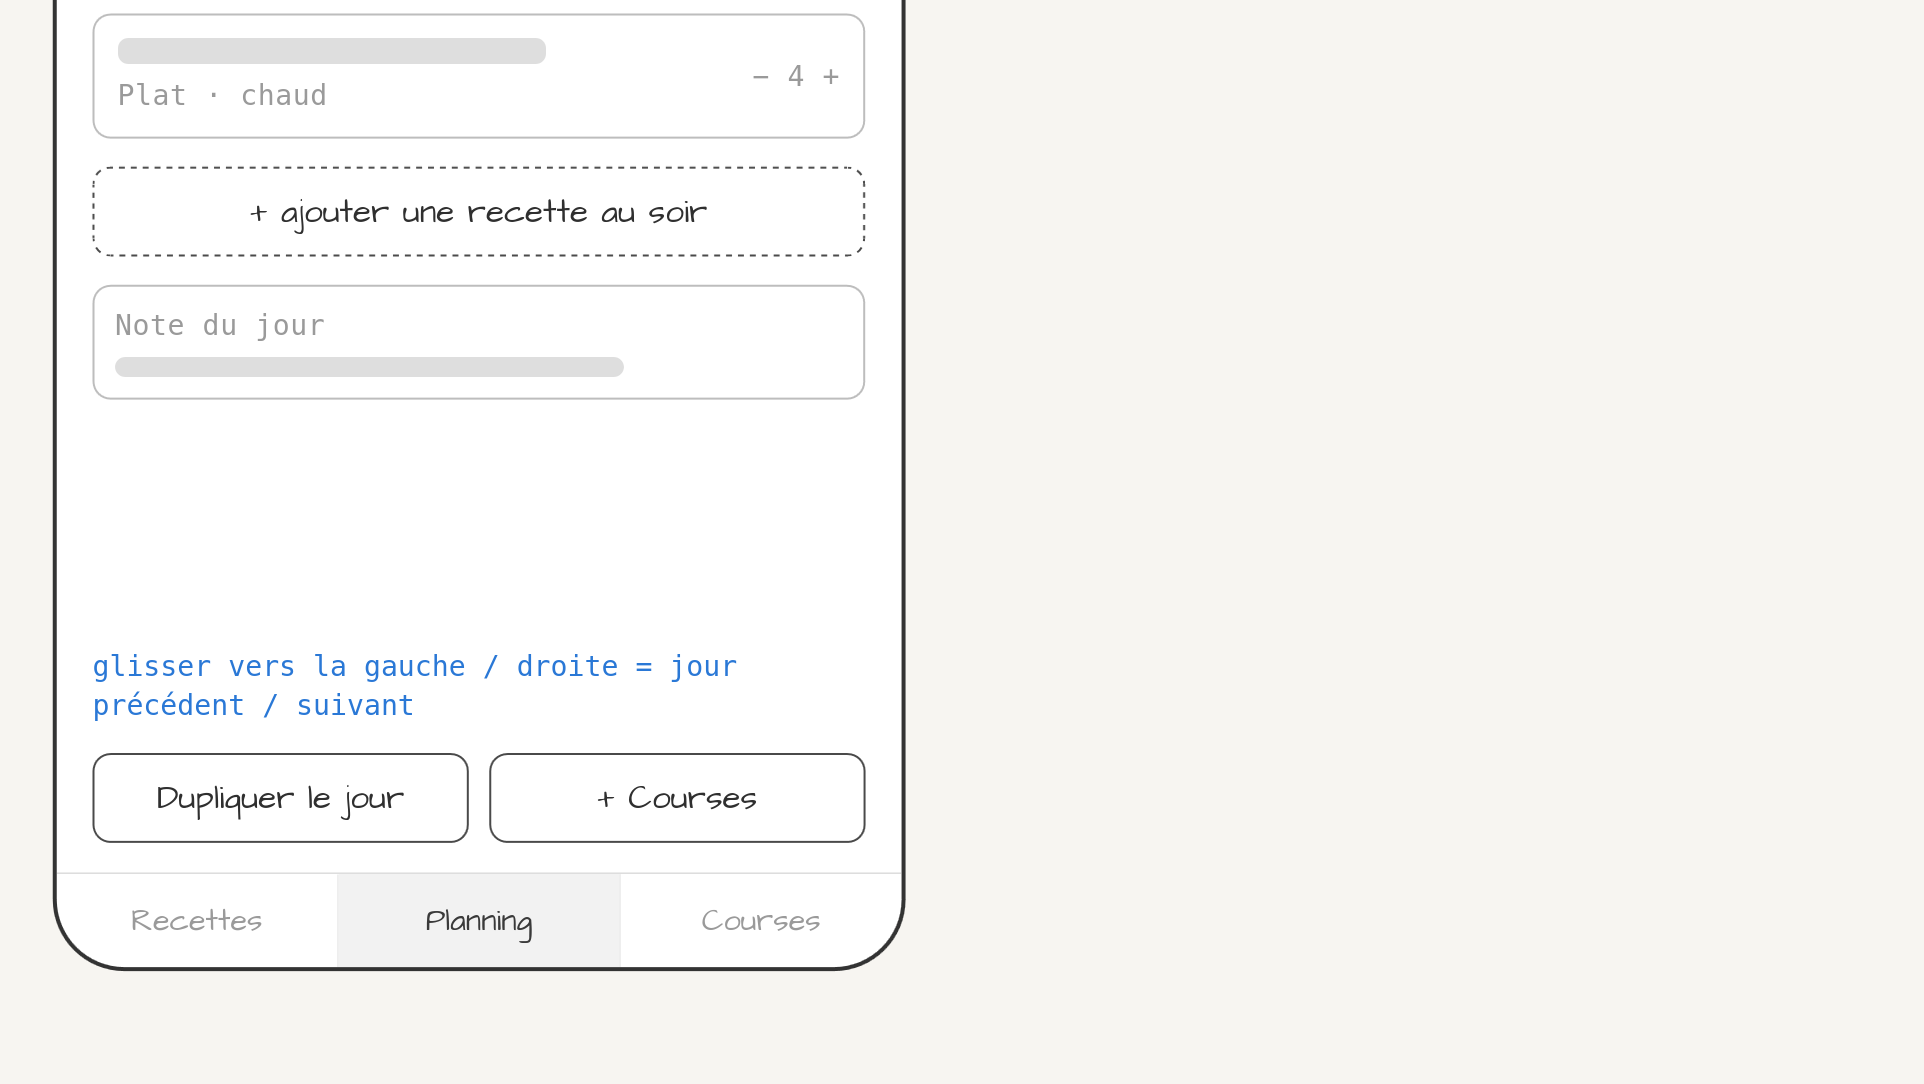 Plat · chaud
− 4 +
+ ajouter une recette au soir
Note du jour
glisser vers la gauche / droite = jour
précédent / suivant
Dupliquer le jour
+ Courses
Recettes
Planning
Courses